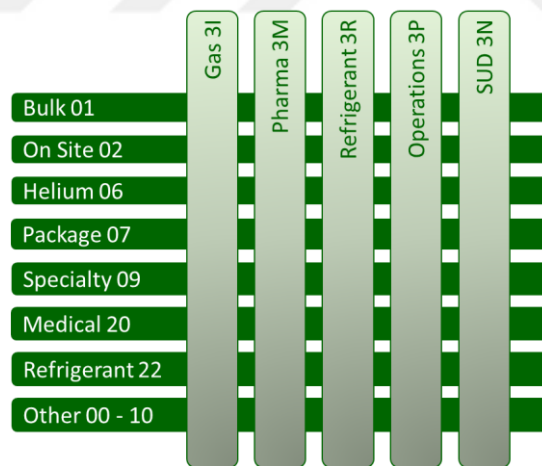 Gas 3I
Pharma 3M
Refrigerant 3R
Operations 3P
SUD 3N
Bulk 01
On Site 02
Helium 06
Package 07
Specialty 09
Medical 20
Refrigerant 22
Other 00 - 10